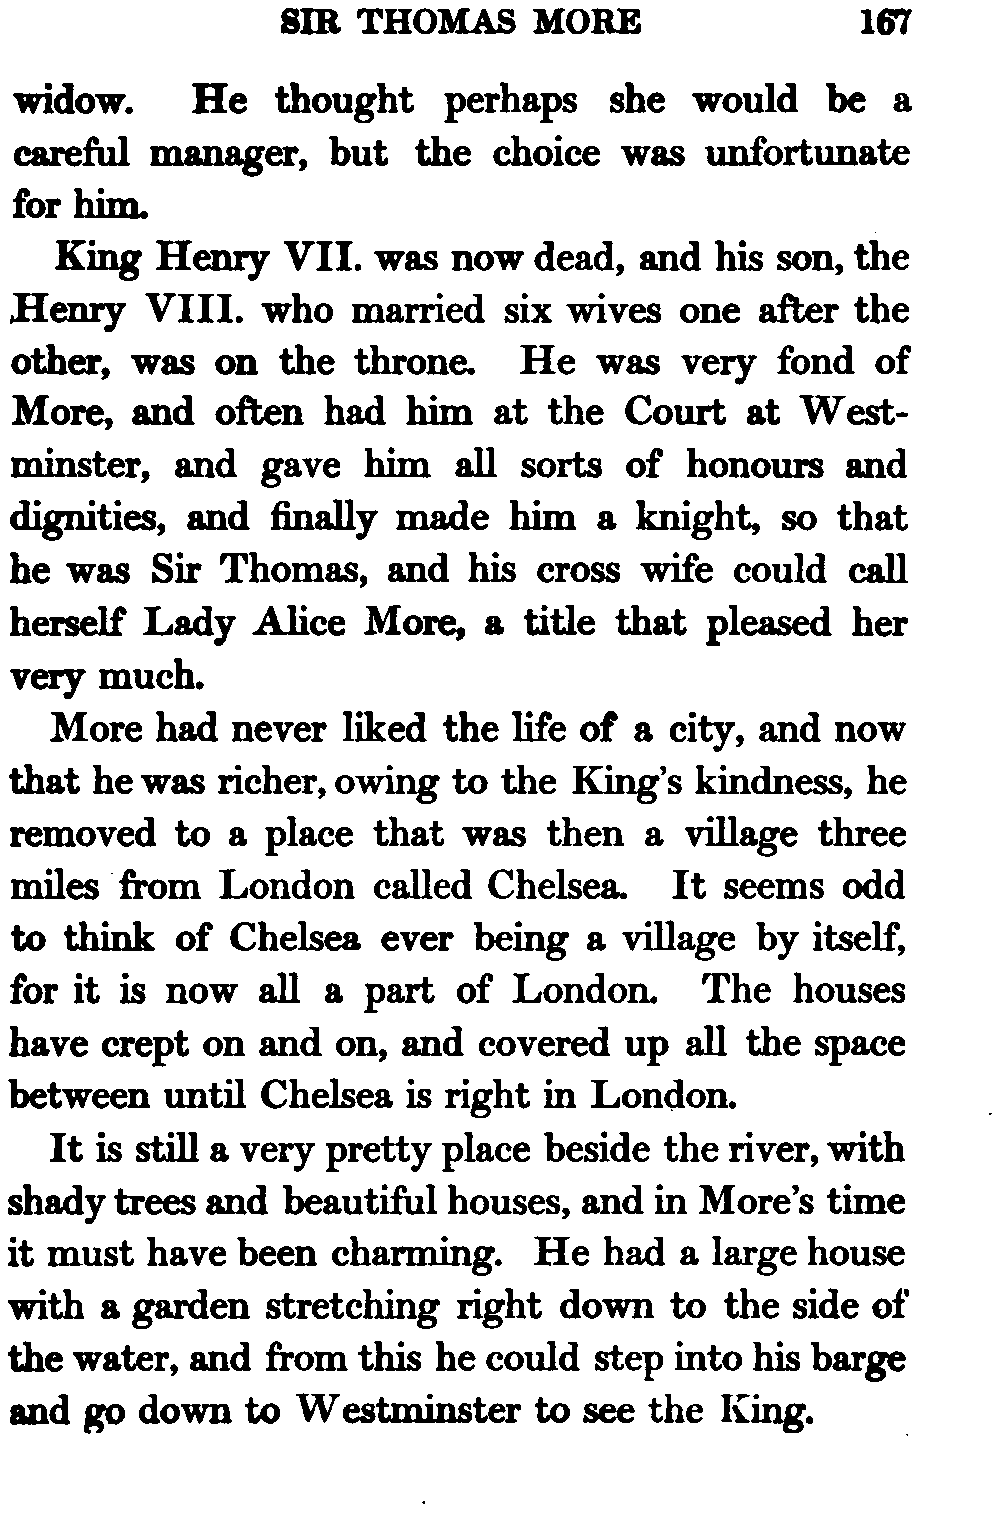 SIR THOMAS MORE 167
widow. He thought perhaps she would be a
careful manager, but the choice was unfortunate
for him.
King Henry VII. was now dead, and his son, the
Henry VIII. who married six wives one after the
other, was on the throne. He was very fond of
More, and often had him at the Court at West-
minster, and gave him all sorts of honours and
dignities, and finally made him a knight, so that
he was Sir Thomas, and his cross wife could call
herself Lady Alice More, a title that pleased her
very much.
More had never liked the life of a city, and now
that he was richer, owing to the King's kindness, he
removed to a place that was then a village three
miles from London called Chelsea. It seems odd
to think of Chelsea ever being a village by itself,
for it is now all a part of London. The houses
have crept on and on, and covered up all the space
between until Chelsea is right in London.
It is still a very pretty place beside the river, with
shady trees and beautiful houses, and in More's time
it must have been charming. He had a large house
with a garden stretching right down to the side of
the water, and from this he could step into his barge
and go down to Westminster to see the King.